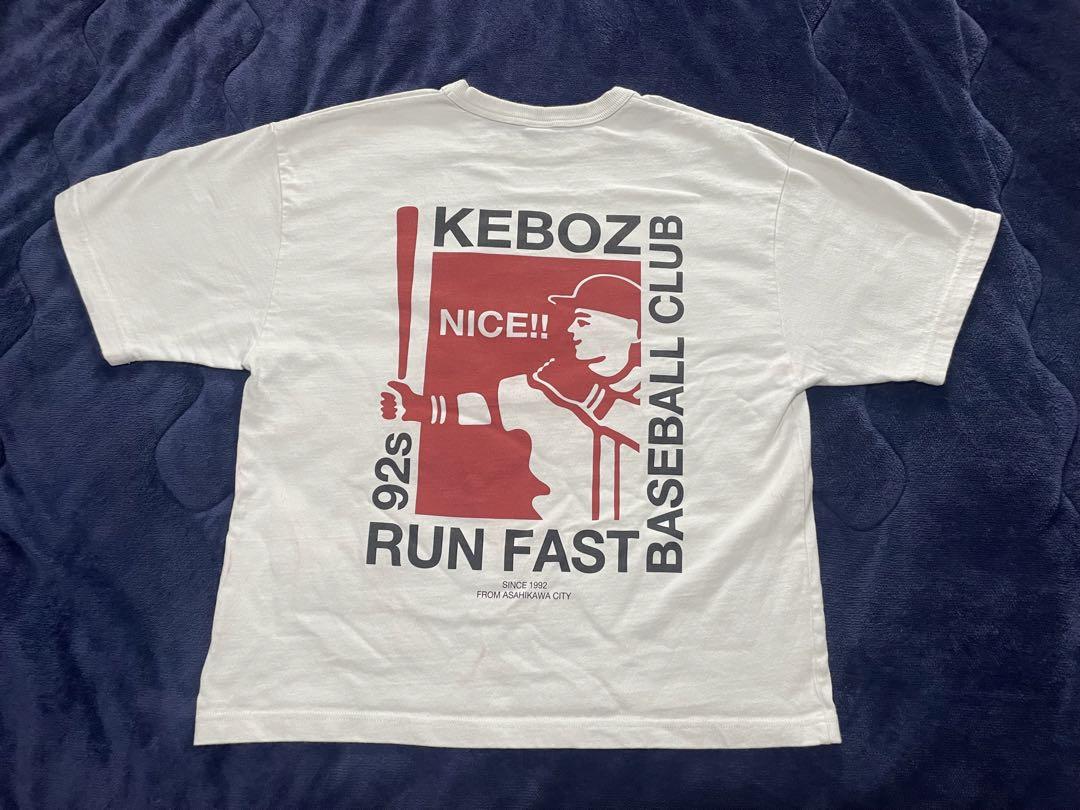 KEBOZ
NICE!!
BASEBALL CLUB
92s
RUN FAST
SINCE 1992
FROM ASAHIKAWA CITY